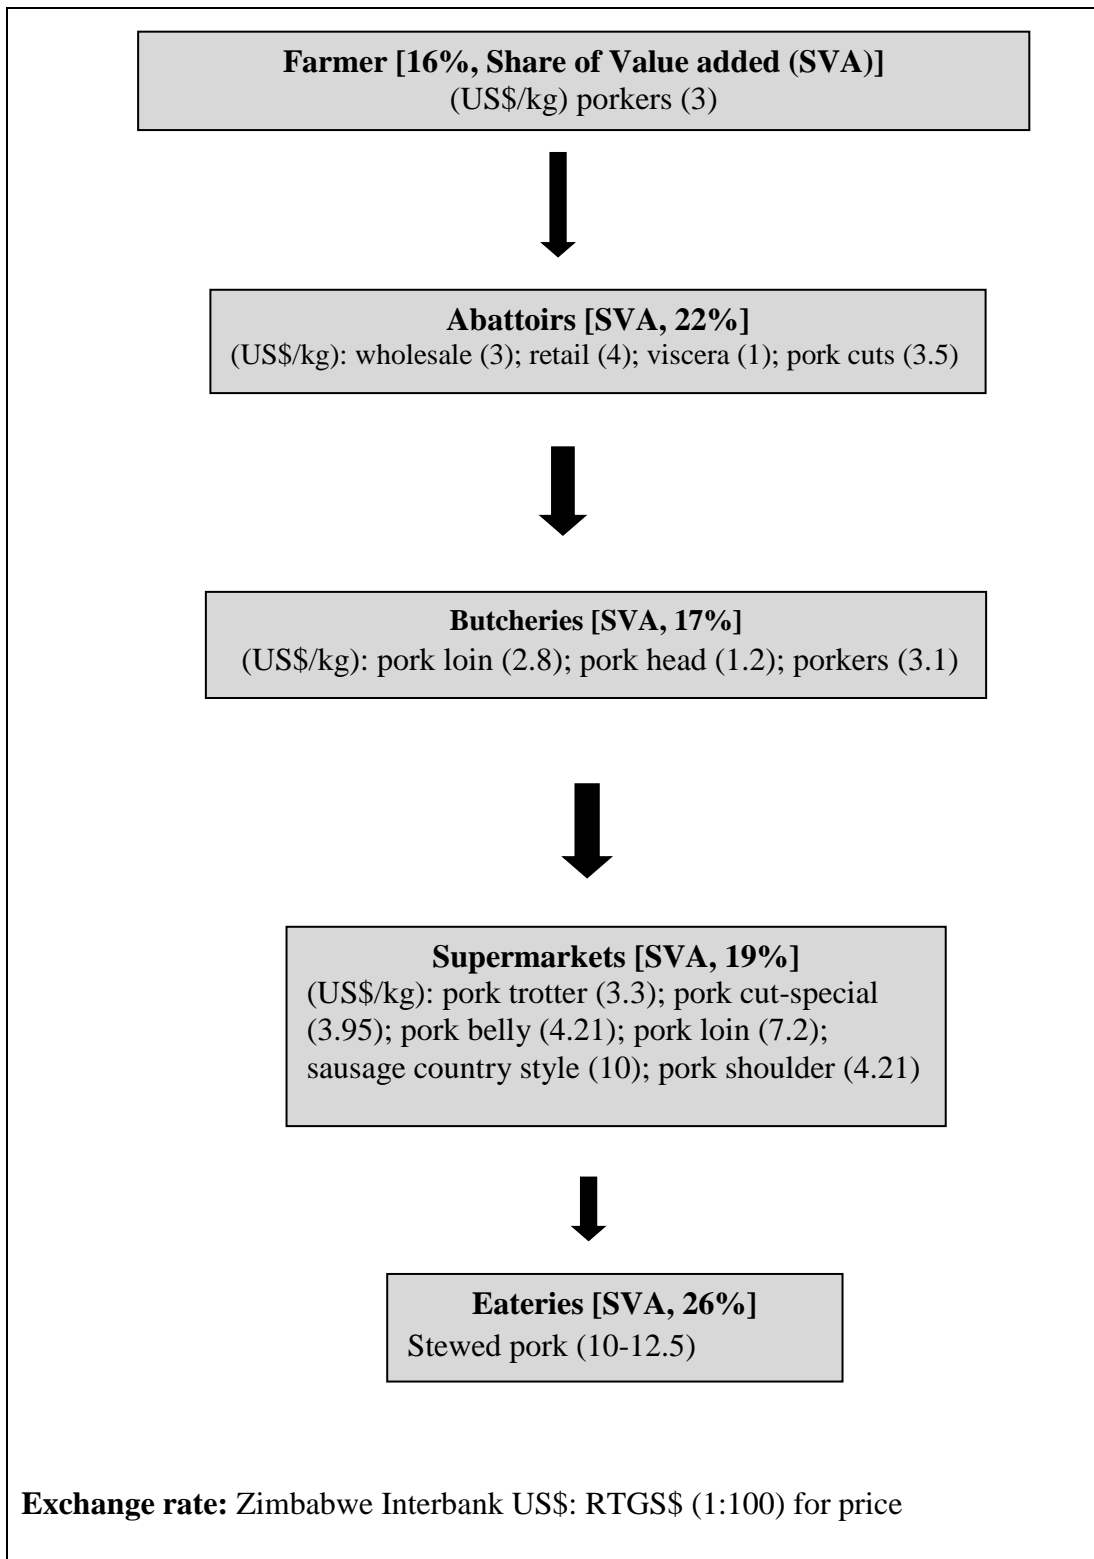 Farmer [16%, Share of Value added (SVA)]
(US$/kg) porkers (3)
Abattoirs [SVA, 22%]
(US$/kg): wholesale (3); retail (4); viscera (1); pork cuts (3.5)
Butcheries [SVA, 17%]
(US$/kg): pork loin (2.8); pork head (1.2); porkers (3.1)
Supermarkets [SVA, 19%]
(US$/kg): pork trotter (3.3); pork cut-special
(3.95); pork belly (4.21); pork loin (7.2);
sausage country style (10); pork shoulder (4.21)
Eateries [SVA, 26%]
Stewed pork (10-12.5)
Exchange rate: Zimbabwe Interbank US$: RTGS$ (1:100) for price